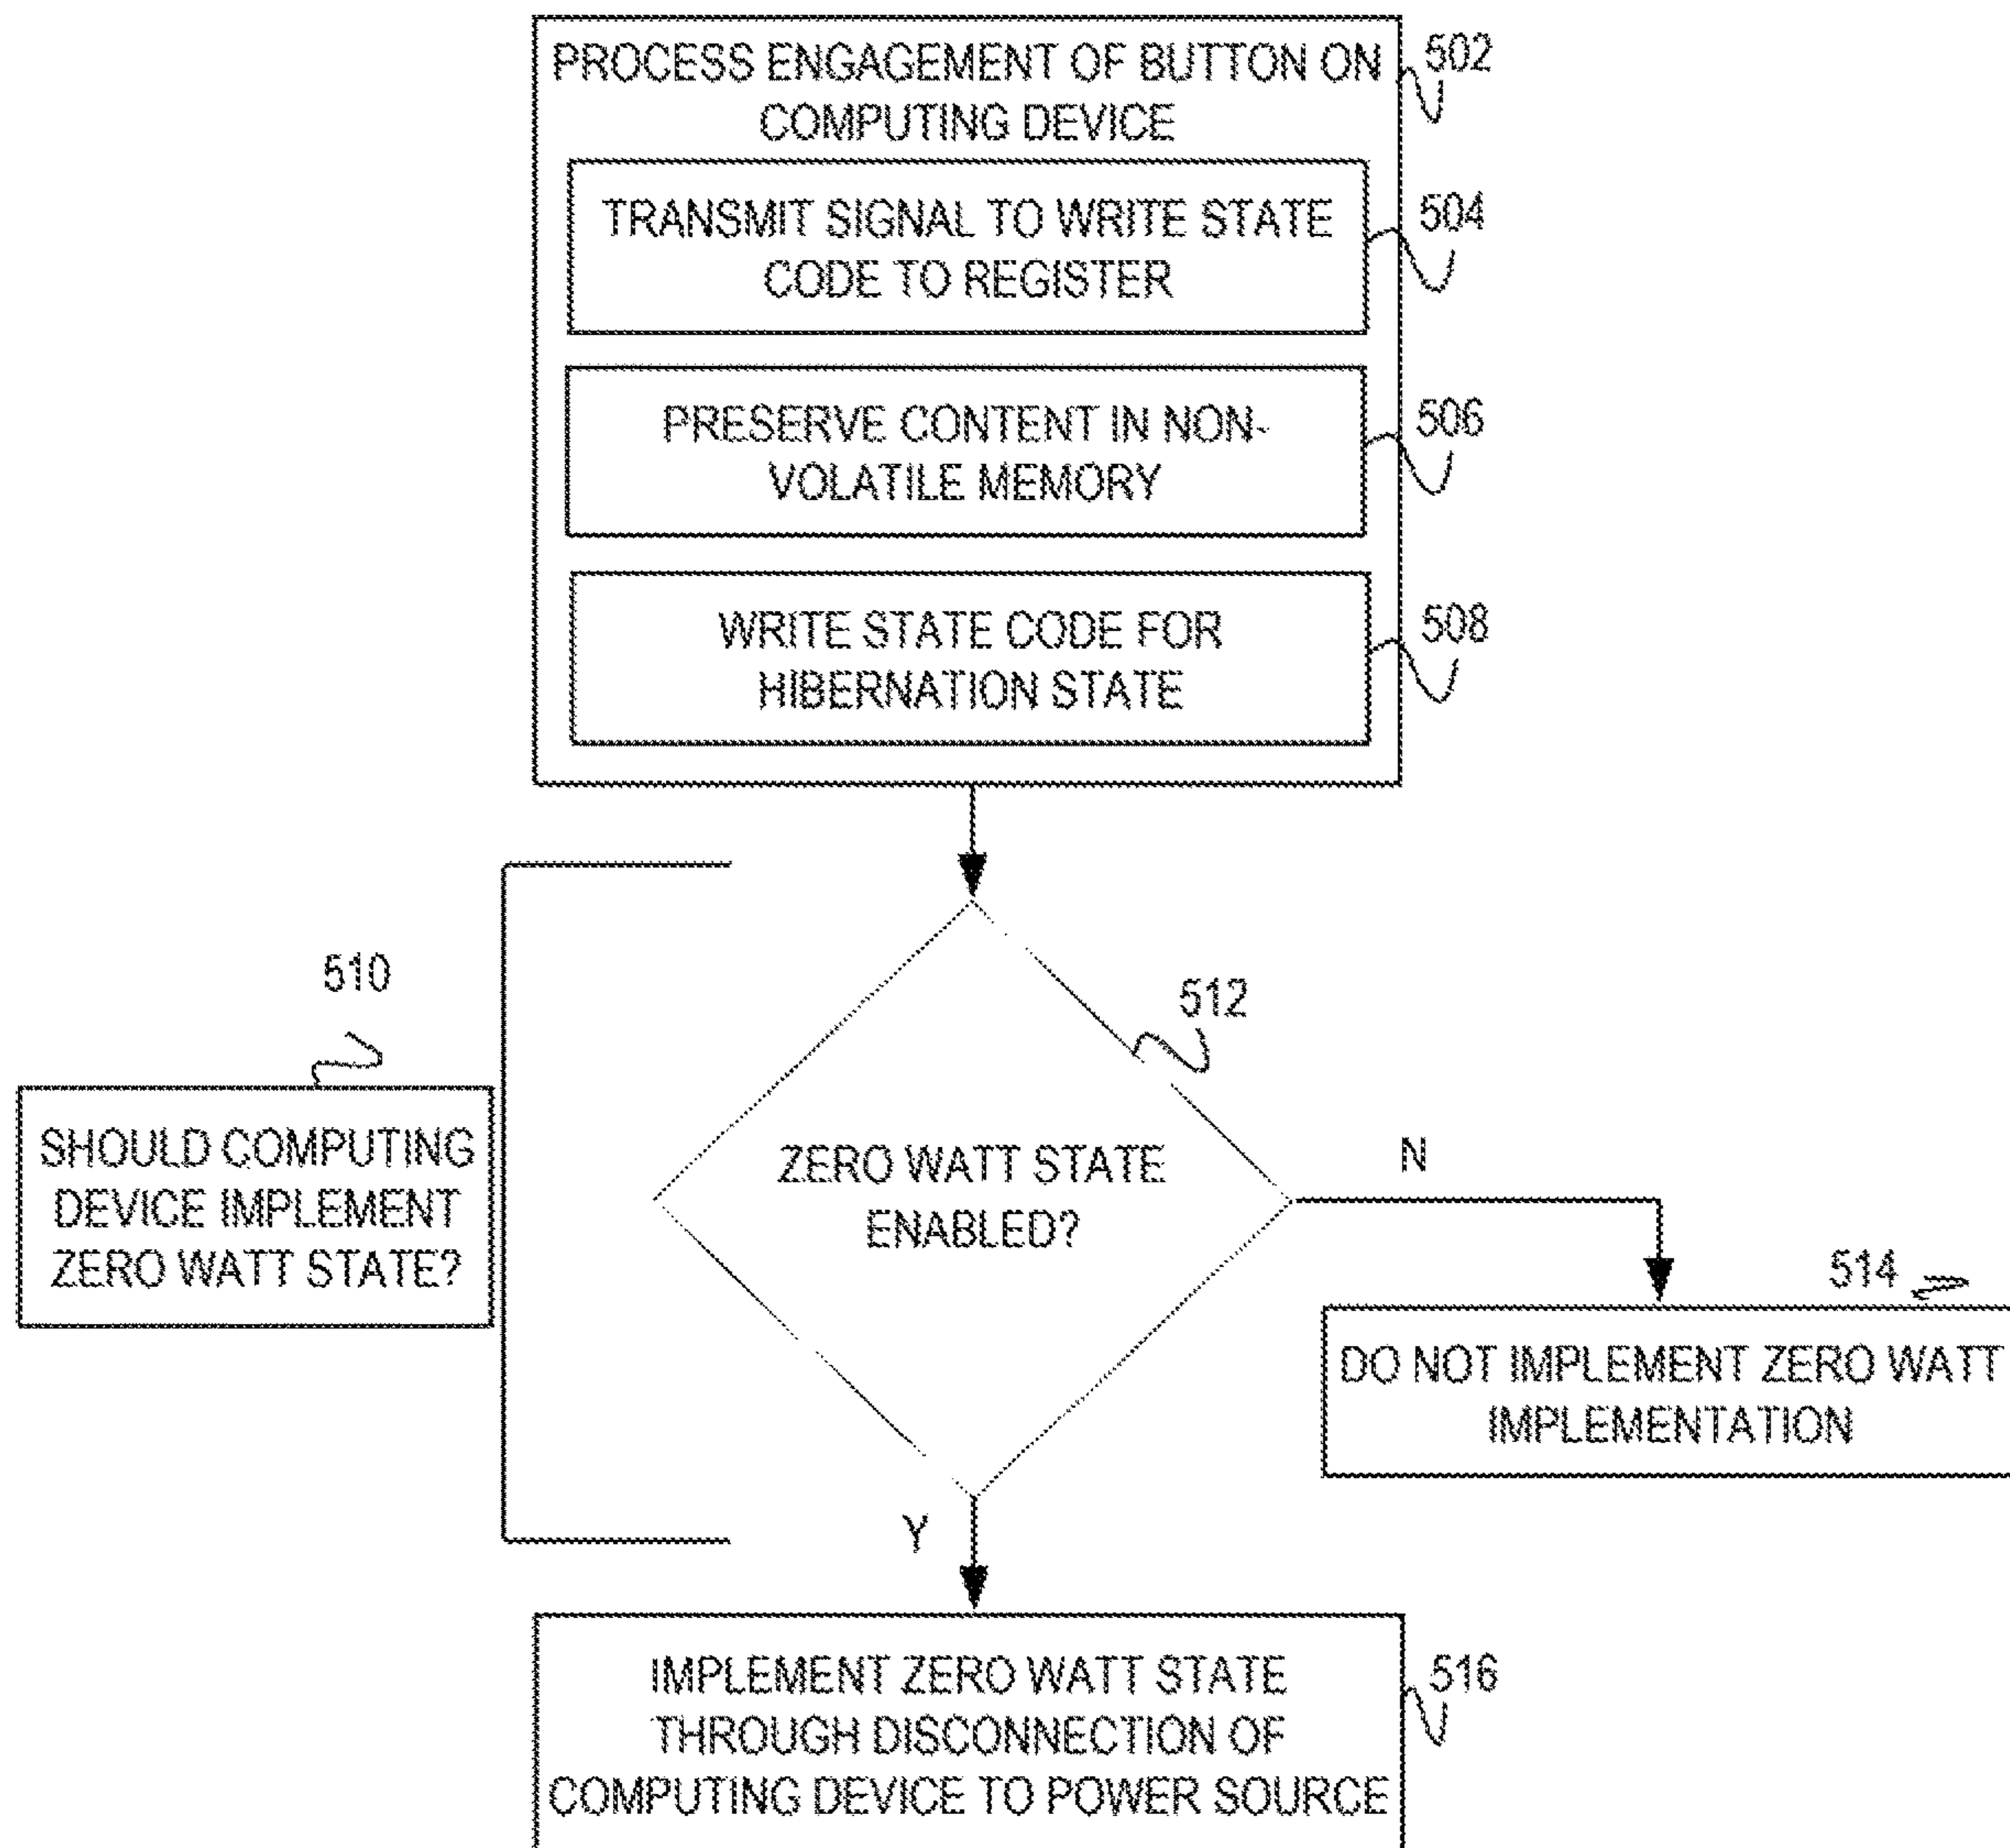 PROCESS ENGAGEMENT OF BUTTON ON
COMPUTING DEVICE
502
TRANSMIT SIGNAL TO WRITE STATE
CODE TO REGISTER
504
PRESERVE CONTENT IN NON-
VOLATILE MEMORY
506
WRITE STATE CODE FOR
HIBERNATION STATE
508
510
SHOULD COMPUTING
DEVICE IMPLEMENT
ZERO WATT STATE?
512
ZERO WATT STATE
ENABLED?
N
514
DO NOT IMPLEMENT ZERO WATT
IMPLEMENTATION
Y
IMPLEMENT ZERO WATT STATE
THROUGH DISCONNECTION OF
COMPUTING DEVICE TO POWER SOURCE
516